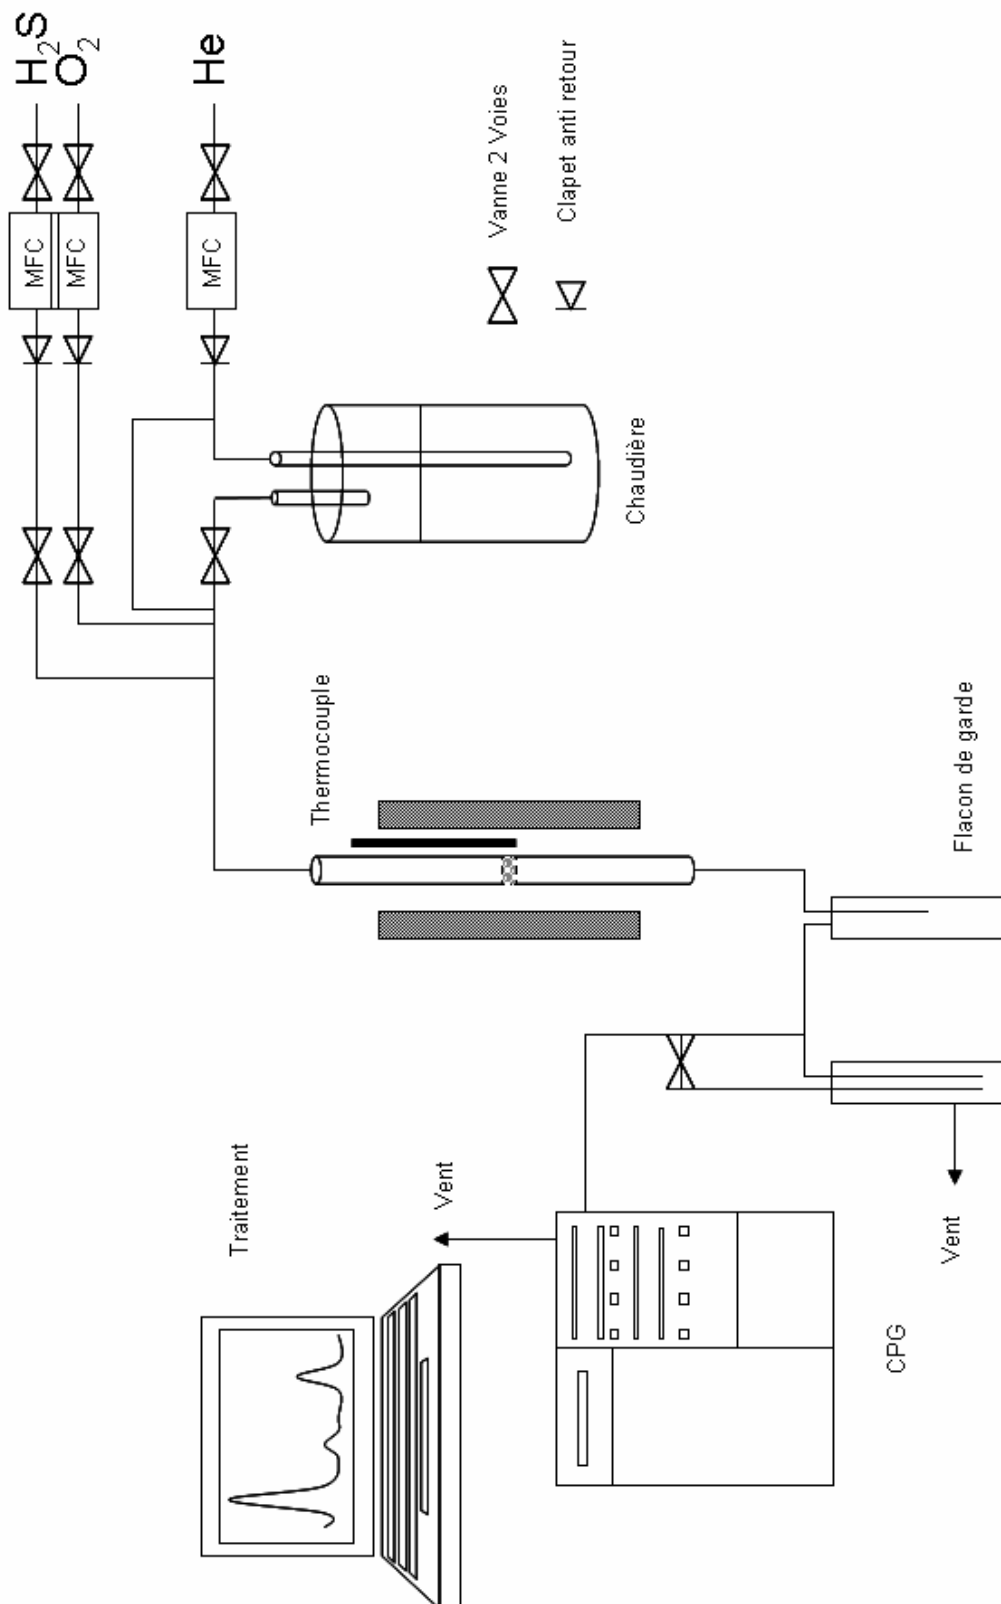 H2S
O2
He
MFC
MFC
MFC
Vanne 2 Voies
Clapet anti retour
Chaudière
Thermocouple
Flacon de garde
Traitement
Vent
Vent
CPG